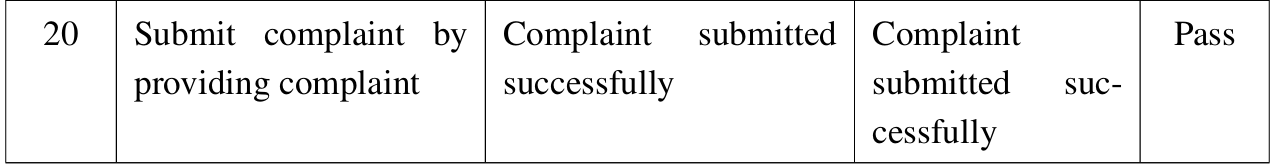 20 Submit complaint by Complaint submitted Complaint Pass
providing complaint successfully submitted suc-
cessfully